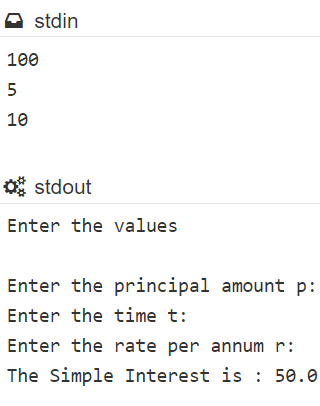 stdin
100
5
10
stdout
Enter the values
Enter the principal amount p:
Enter the time t:
Enter the rate per annum r:
The Simple Interest is : 50.0